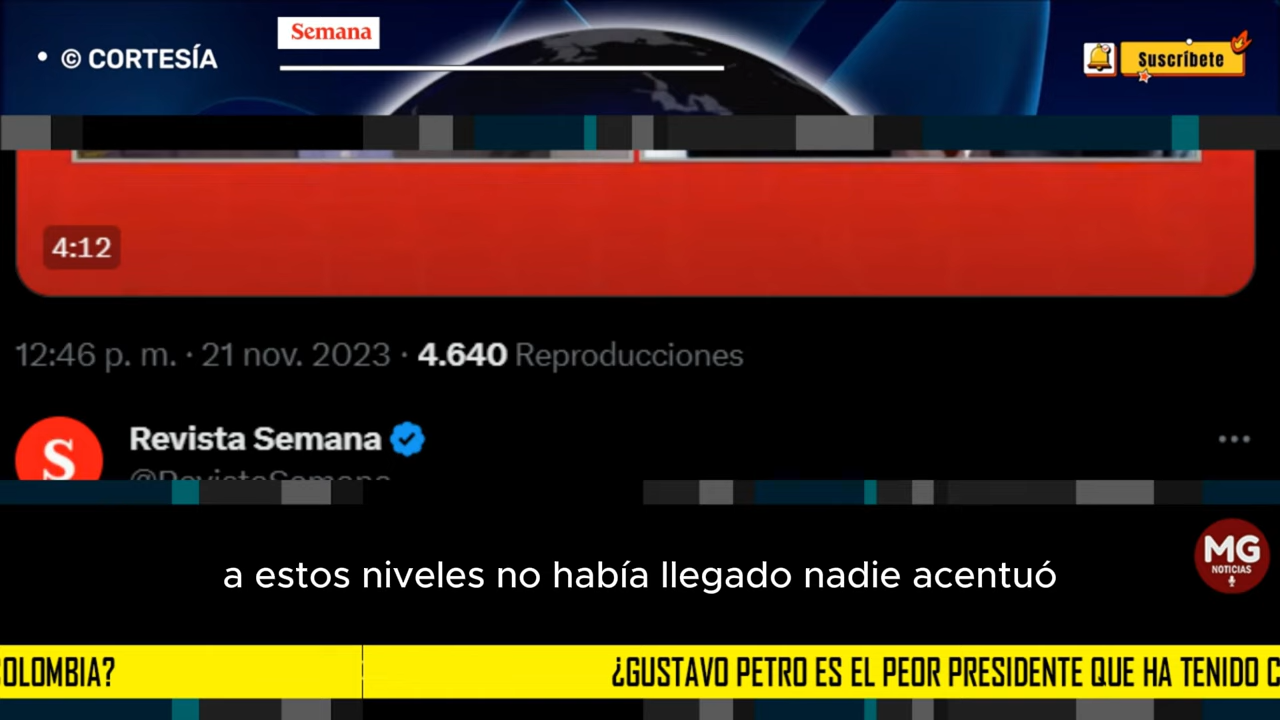 Semana
• © CORTESÍA
Suscríbete
4:12
12:46 p. m. · 21 nov. 2023 · 4.640 Reproducciones
S
Revista Semana
@RevistaSemana
MG
NOTICIAS
a estos niveles no había llegado nadie acentuó
OLOMBIA? ¿GUSTAVO PETRO ES EL PEOR PRESIDENTE QUE HA TENIDO C